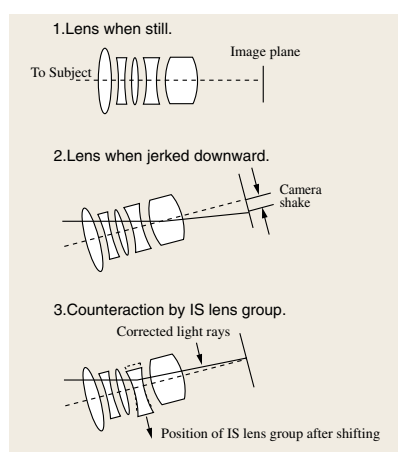 1.Lens when still.
Image plane
To Subject
2.Lens when jerked downward.
Camera
shake
3.Counteraction by IS lens group.
Corrected light rays
Position of IS lens group after shifting